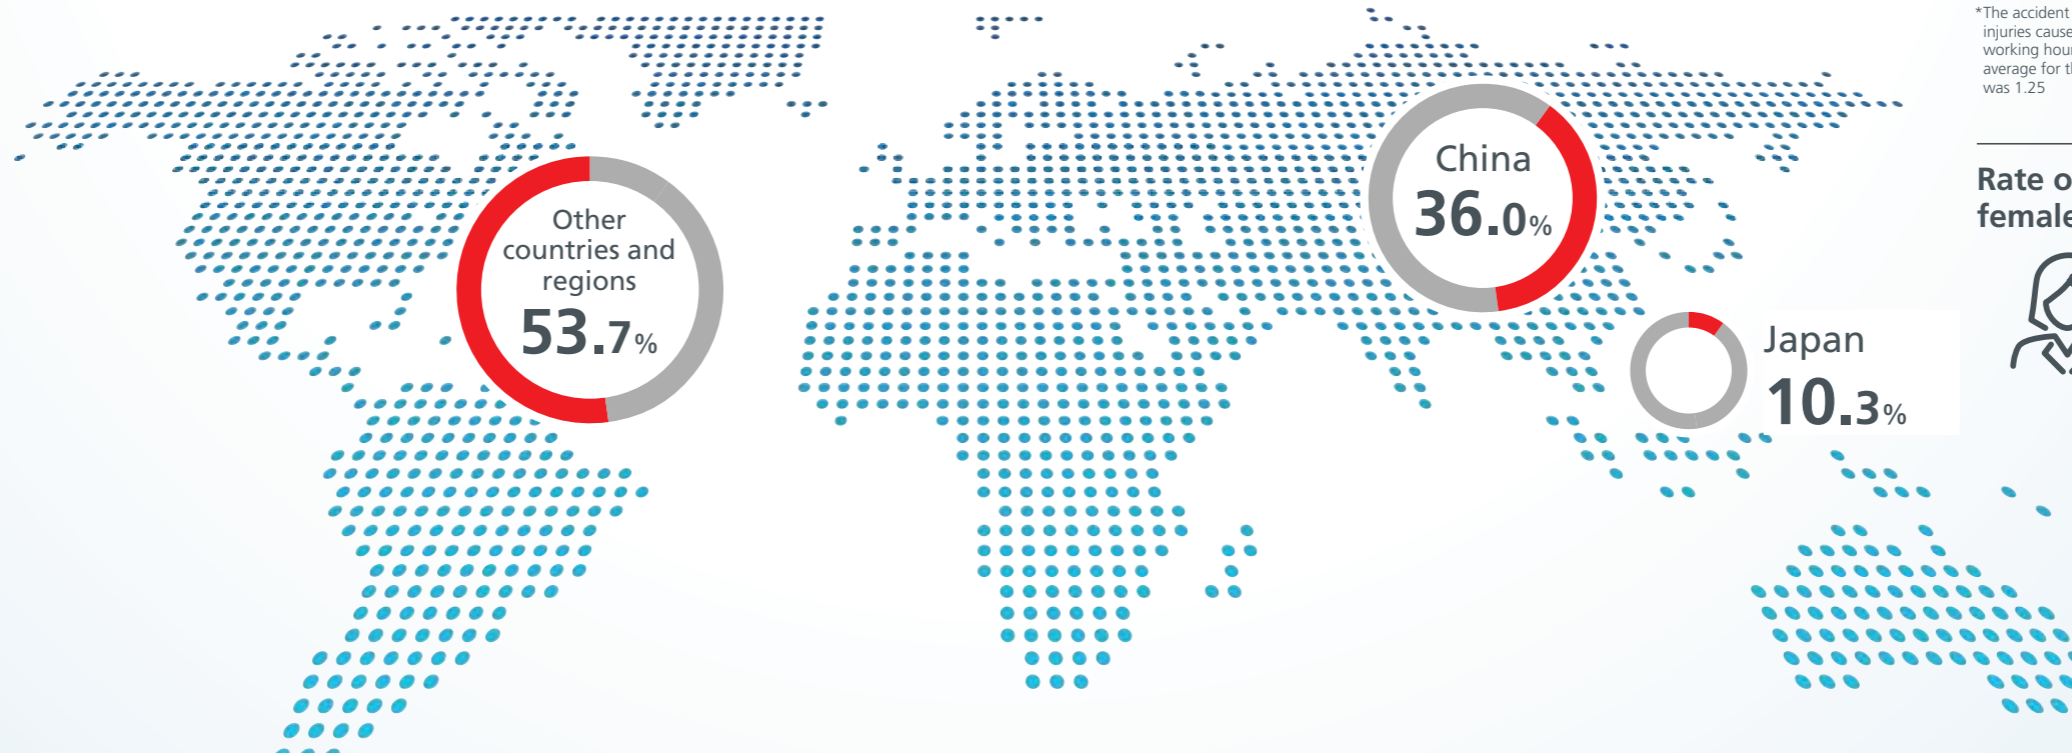 Other
countries and
regions
53.7%
China
36.0%
Japan
10.3%
*The accident
injuries cause
working hou
average for t
was 1.25
Rate o
female